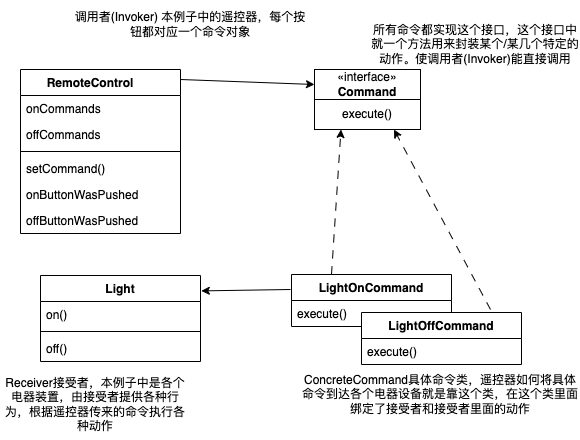 调用者(Invoker) 本例子中的遥控器，每个按
钮都对应一个命令对象
所有命令都实现这个接口，这个接口中
就一个方法用来封装某个/某几个特定的
动作。使调用者(Invoker)能直接调用
RemoteControl
onCommands
offCommands
setCommand()
onButtonWasPushed
offButtonWasPushed
«interface»
Command
execute()
Light
on()
off()
LightOnCommand
execute()
LightOffCommand
execute()
Receiver接受者，本例子中是各个
电器装置，由接受者提供各种行
为，根据遥控器传来的命令执行各
种动作
ConcreteCommand具体命令类，遥控器如何将具体
命令到达各个电器设备就是靠这个类，在这个类里面
绑定了接受者和接受者里面的动作